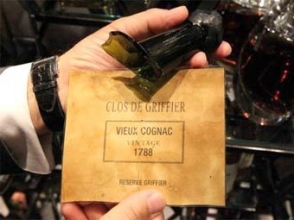 CLOS DE GRIFFIER
VIEUX COGNAC
VINTAGE
1788
RESERVE GRIFFIER